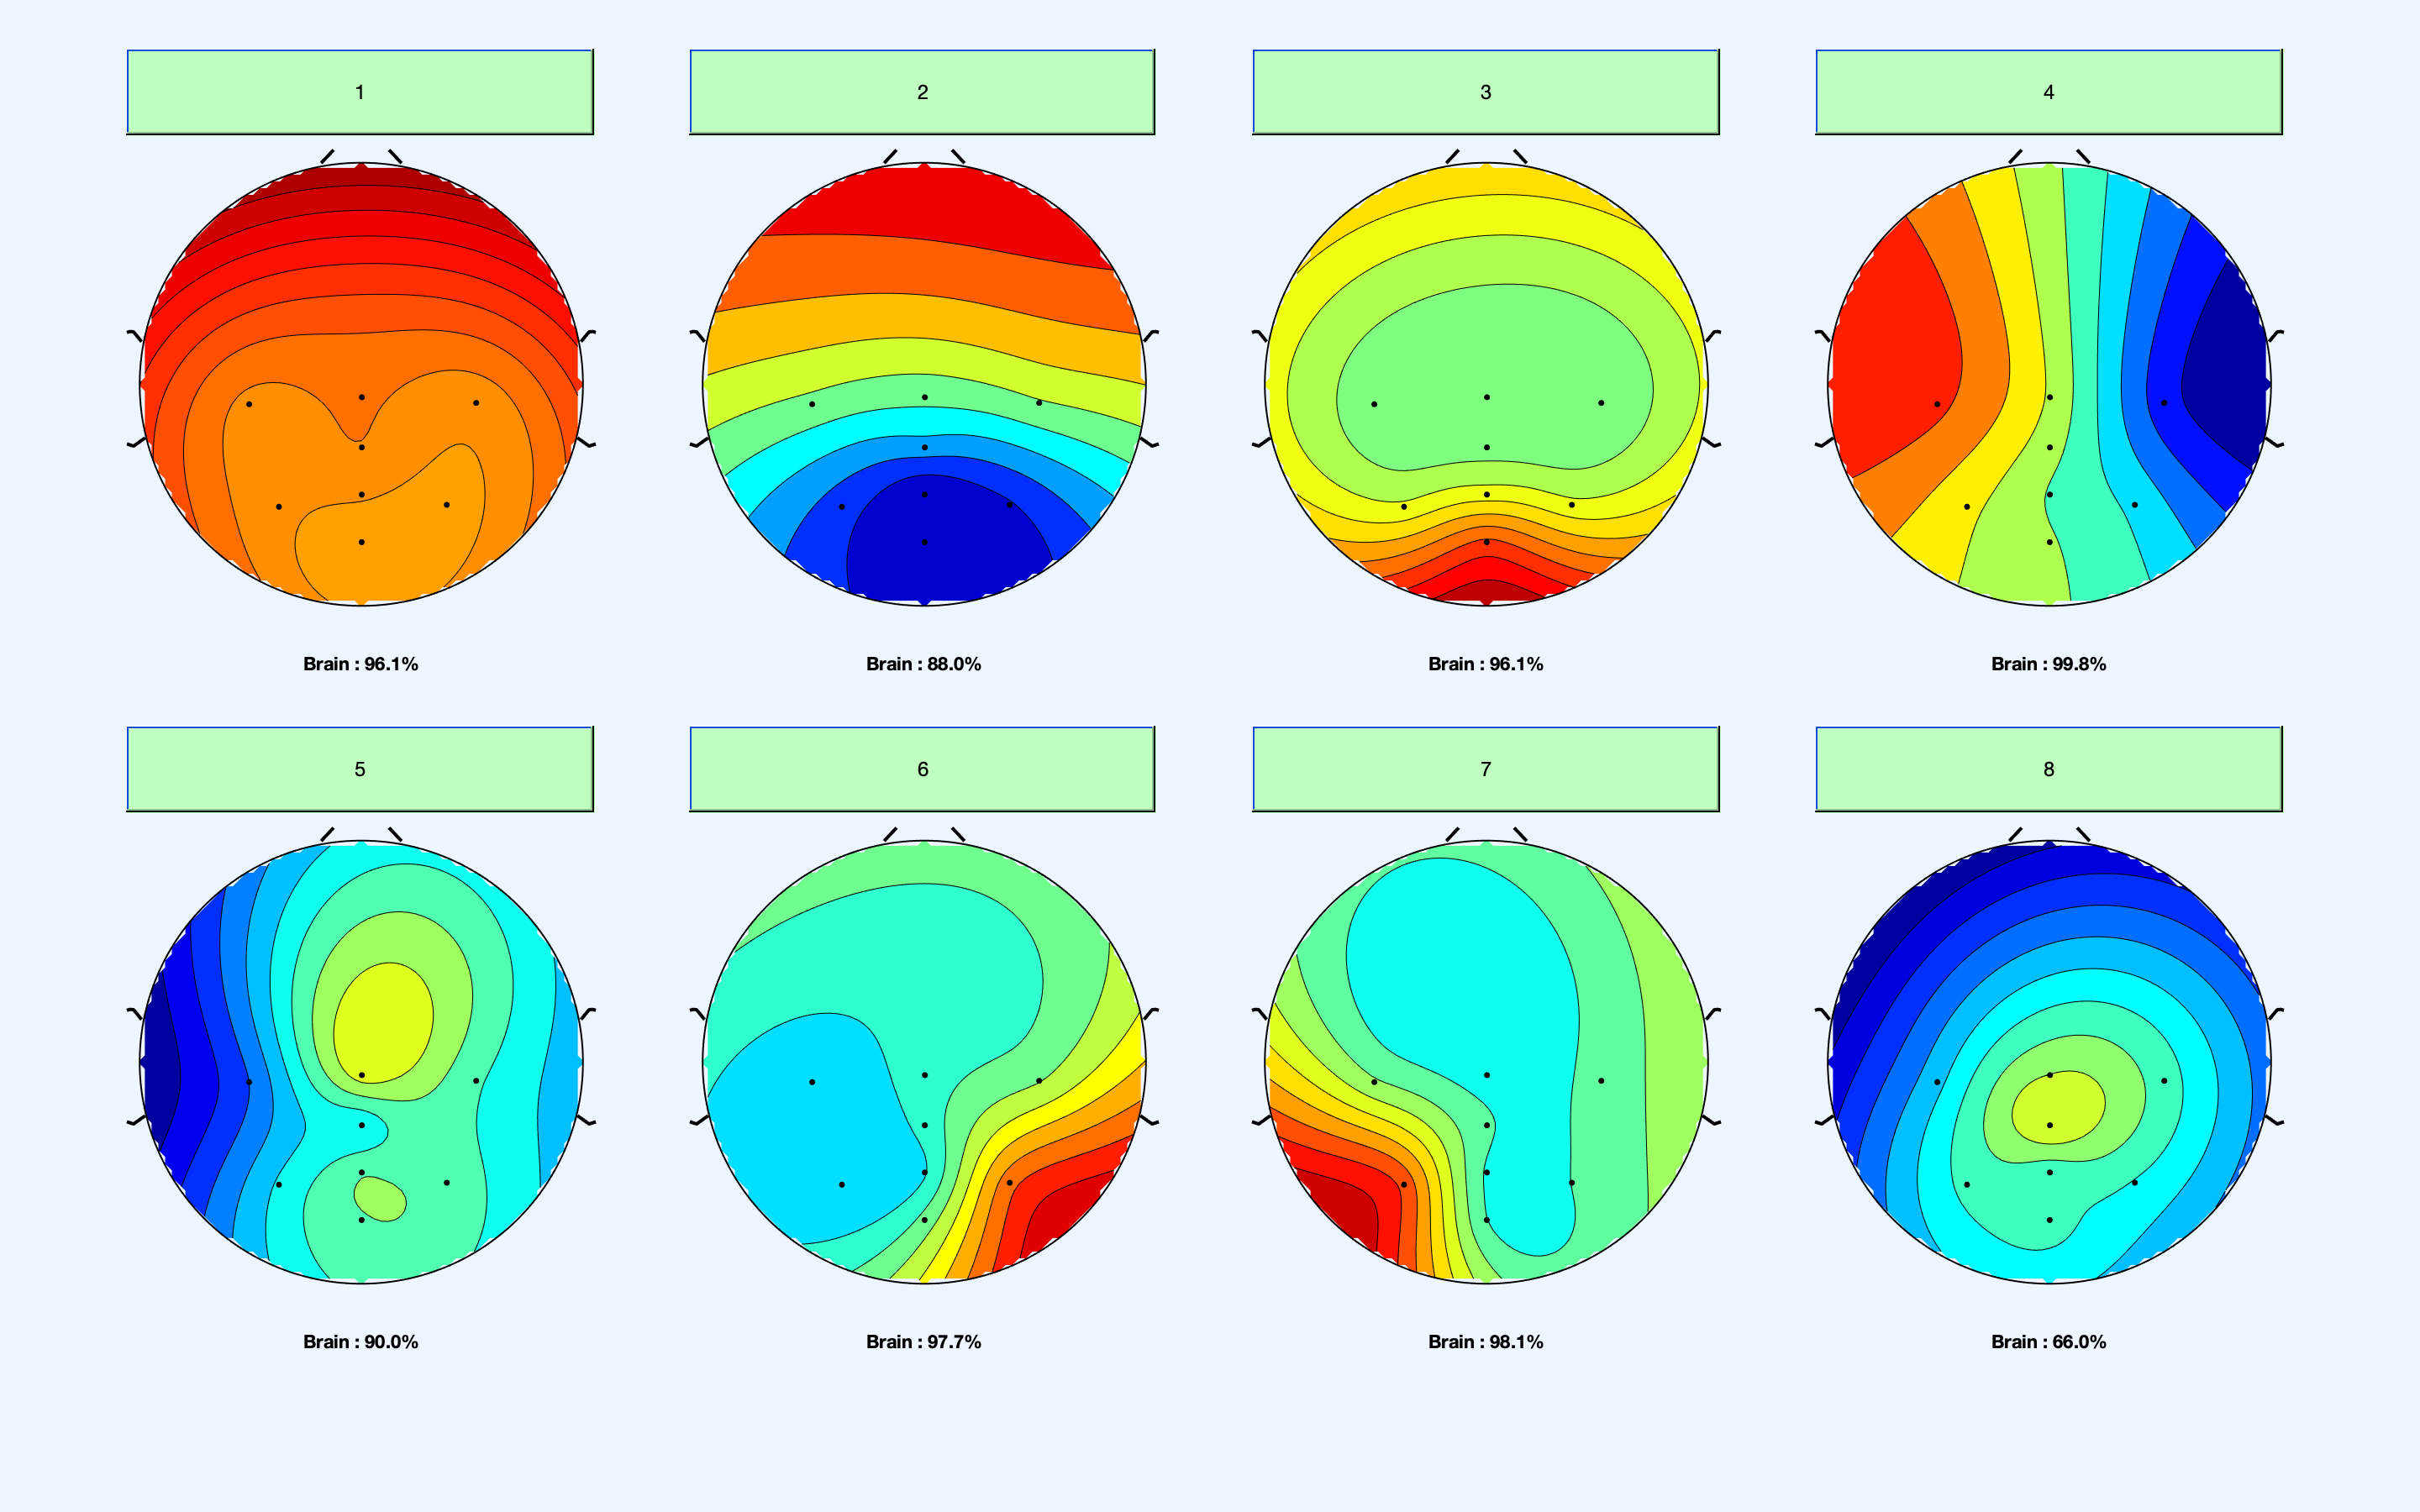 1
2
3
4
Brain : 96.1%
Brain : 88.0%
Brain : 96.1%
Brain : 99.8%
5
6
7
8
Brain : 90.0%
Brain : 97.7%
Brain : 98.1%
Brain : 66.0%